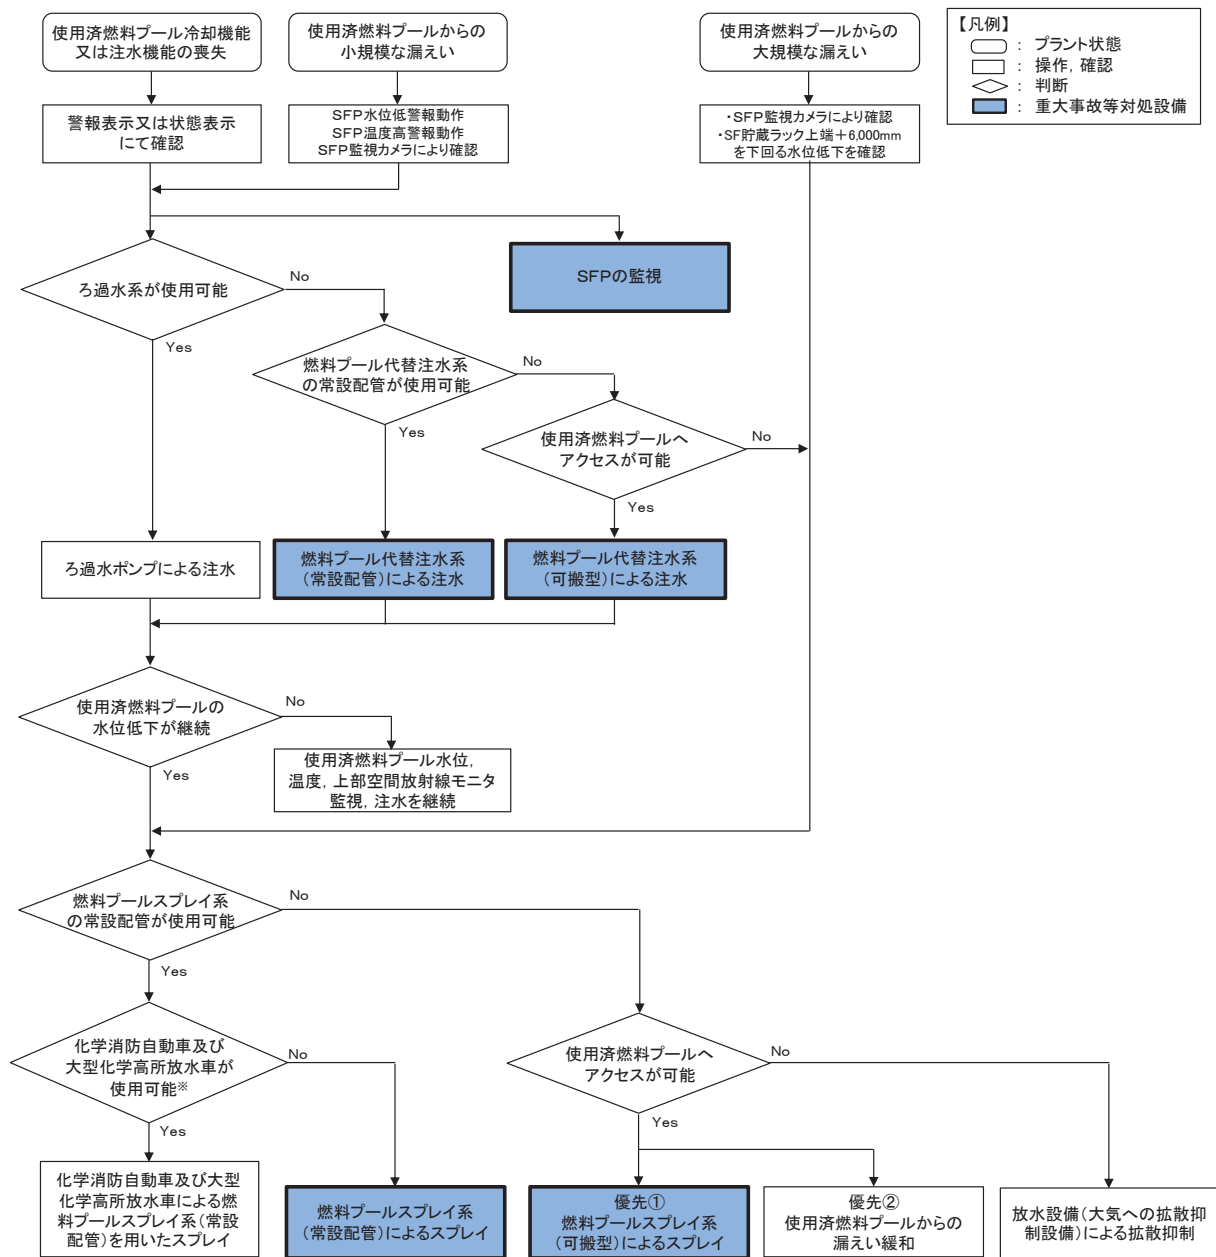 使用済燃料プール冷却機能
又は注水機能の喪失
使用済燃料プールからの
小規模な漏えい
使用済燃料プールからの
大規模な漏えい
【凡例】
： プラント状態
： 操作，確認
： 判断
： 重大事故等対処設備
警報表示又は状態表示
にて確認
SFP水位低警報動作
SFP温度高警報動作
SFP監視カメラにより確認
・SFP監視カメラにより確認
・SF貯蔵ラック上端＋6,000mm
を下回る水位低下を確認
SFPの監視
ろ過水系が使用可能
No
Yes
燃料プール代替注水系
の常設配管が使用可能
No
Yes
使用済燃料プールへ
アクセスが可能
No
Yes
ろ過水ポンプによる注水
燃料プール代替注水系
（常設配管）による注水
燃料プール代替注水系
（可搬型）による注水
使用済燃料プールの
水位低下が継続
No
Yes
使用済燃料プール水位，
温度，上部空間放射線モニタ
監視，注水を継続
燃料プールスプレイ系
の常設配管が使用可能
No
Yes
化学消防自動車及び
大型化学高所放水車が
使用可能※
No
Yes
使用済燃料プールへ
アクセスが可能
No
Yes
化学消防自動車及び大型
化学高所放水車による燃
料プールスプレイ系（常設
配管）を用いたスプレイ
燃料プールスプレイ系
（常設配管）によるスプレイ
優先①
燃料プールスプレイ系
（可搬型）によるスプレイ
優先②
使用済燃料プールからの
漏えい緩和
放水設備（大気への拡散抑
制設備）による拡散抑制